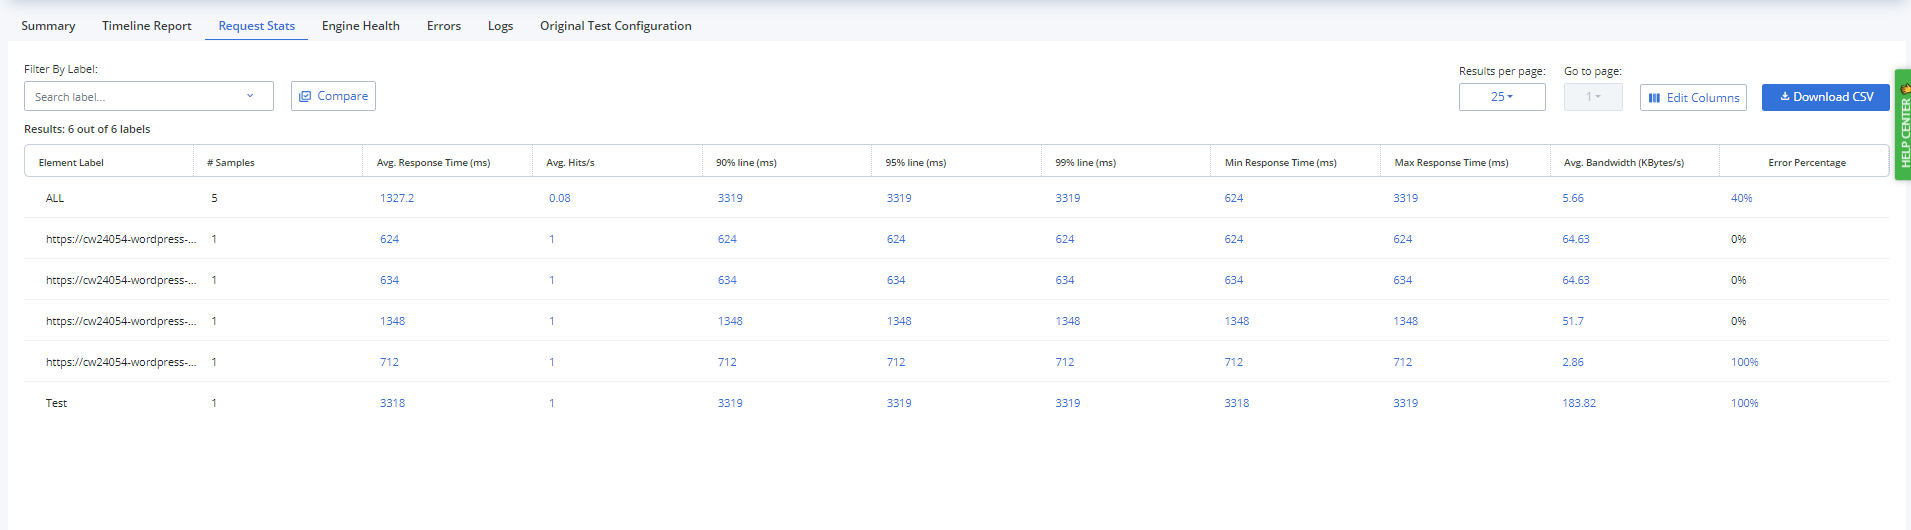 Summary Timeline Report Request Stats Engine Health Errors Logs Original Test Configuration
Filter By Label:
Search label...
Compare
Results per page:
25
Go to page:
1
Edit Columns
Download CSV
HELP CENTER
Results: 6 out of 6 labels
Element Label # Samples Avg. Response Time (ms) Avg. Hits/s 90% line (ms) 95% line (ms) 99% line (ms) Min Response Time (ms) Max Response Time (ms) Avg. Bandwidth (KBytes/s) Error Percentage
ALL 5 1327.2 0.08 3319 3319 3319 624 3319 5.66 40%
https://cw24054-wordpress-... 1 624 1 624 624 624 624 624 64.63 0%
https://cw24054-wordpress-... 1 634 1 634 634 634 634 634 64.63 0%
https://cw24054-wordpress-... 1 1348 1 1348 1348 1348 1348 1348 51.7 0%
https://cw24054-wordpress-... 1 712 1 712 712 712 712 712 2.86 100%
Test 1 3318 1 3319 3319 3319 3318 3319 183.82 100%